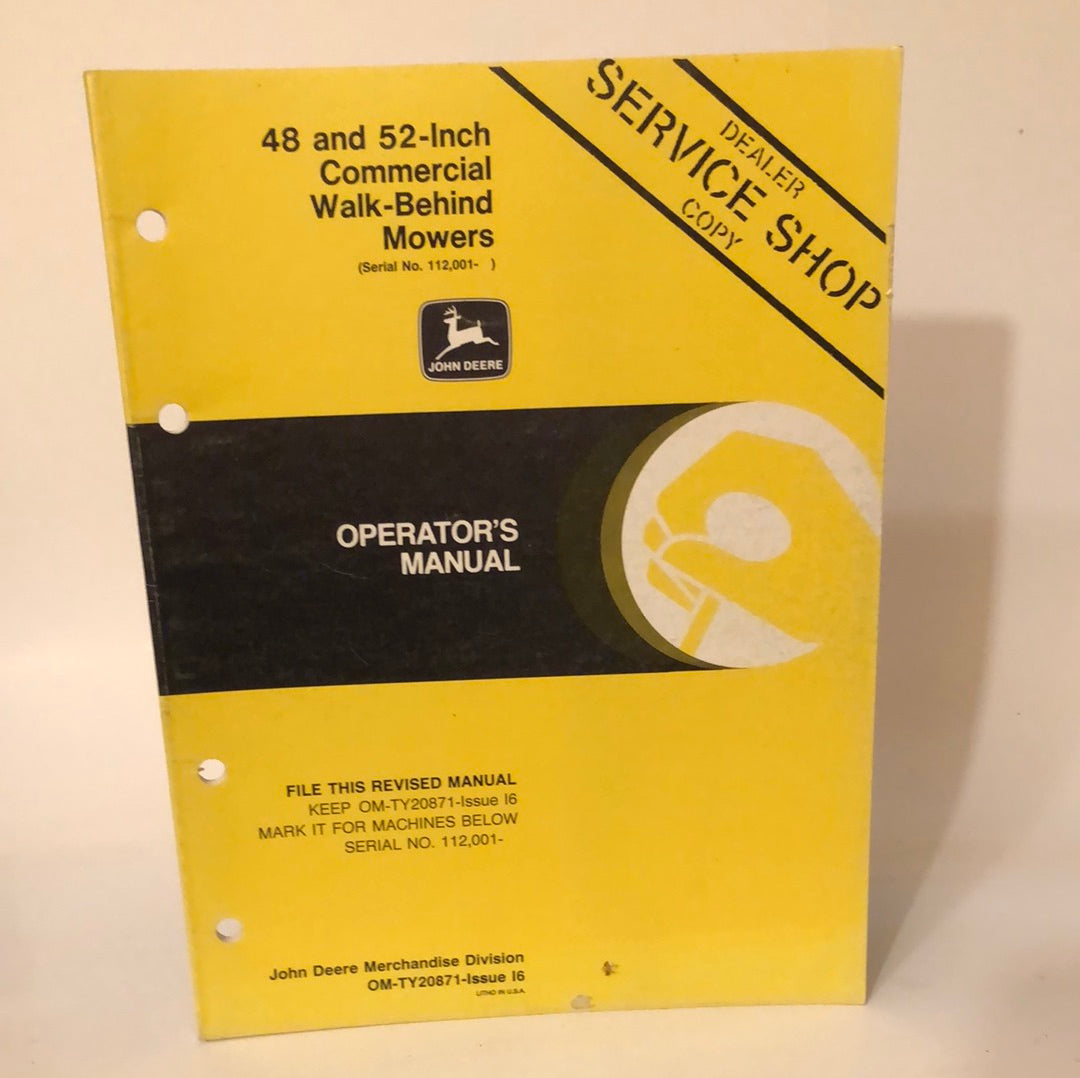 48 and 52-Inch
Commercial
Walk-Behind
Mowers
(Serial No. 112,001-   )
DEALER
SERVICE SHOP
COPY
JOHN DEERE
OPERATOR'S
MANUAL
FILE THIS REVISED MANUAL
KEEP OM-TY20871-Issue I6
MARK IT FOR MACHINES BELOW
SERIAL NO. 112,001-
John Deere Merchandise Division
OM-TY20871-Issue I6
LITHO IN U.S.A.